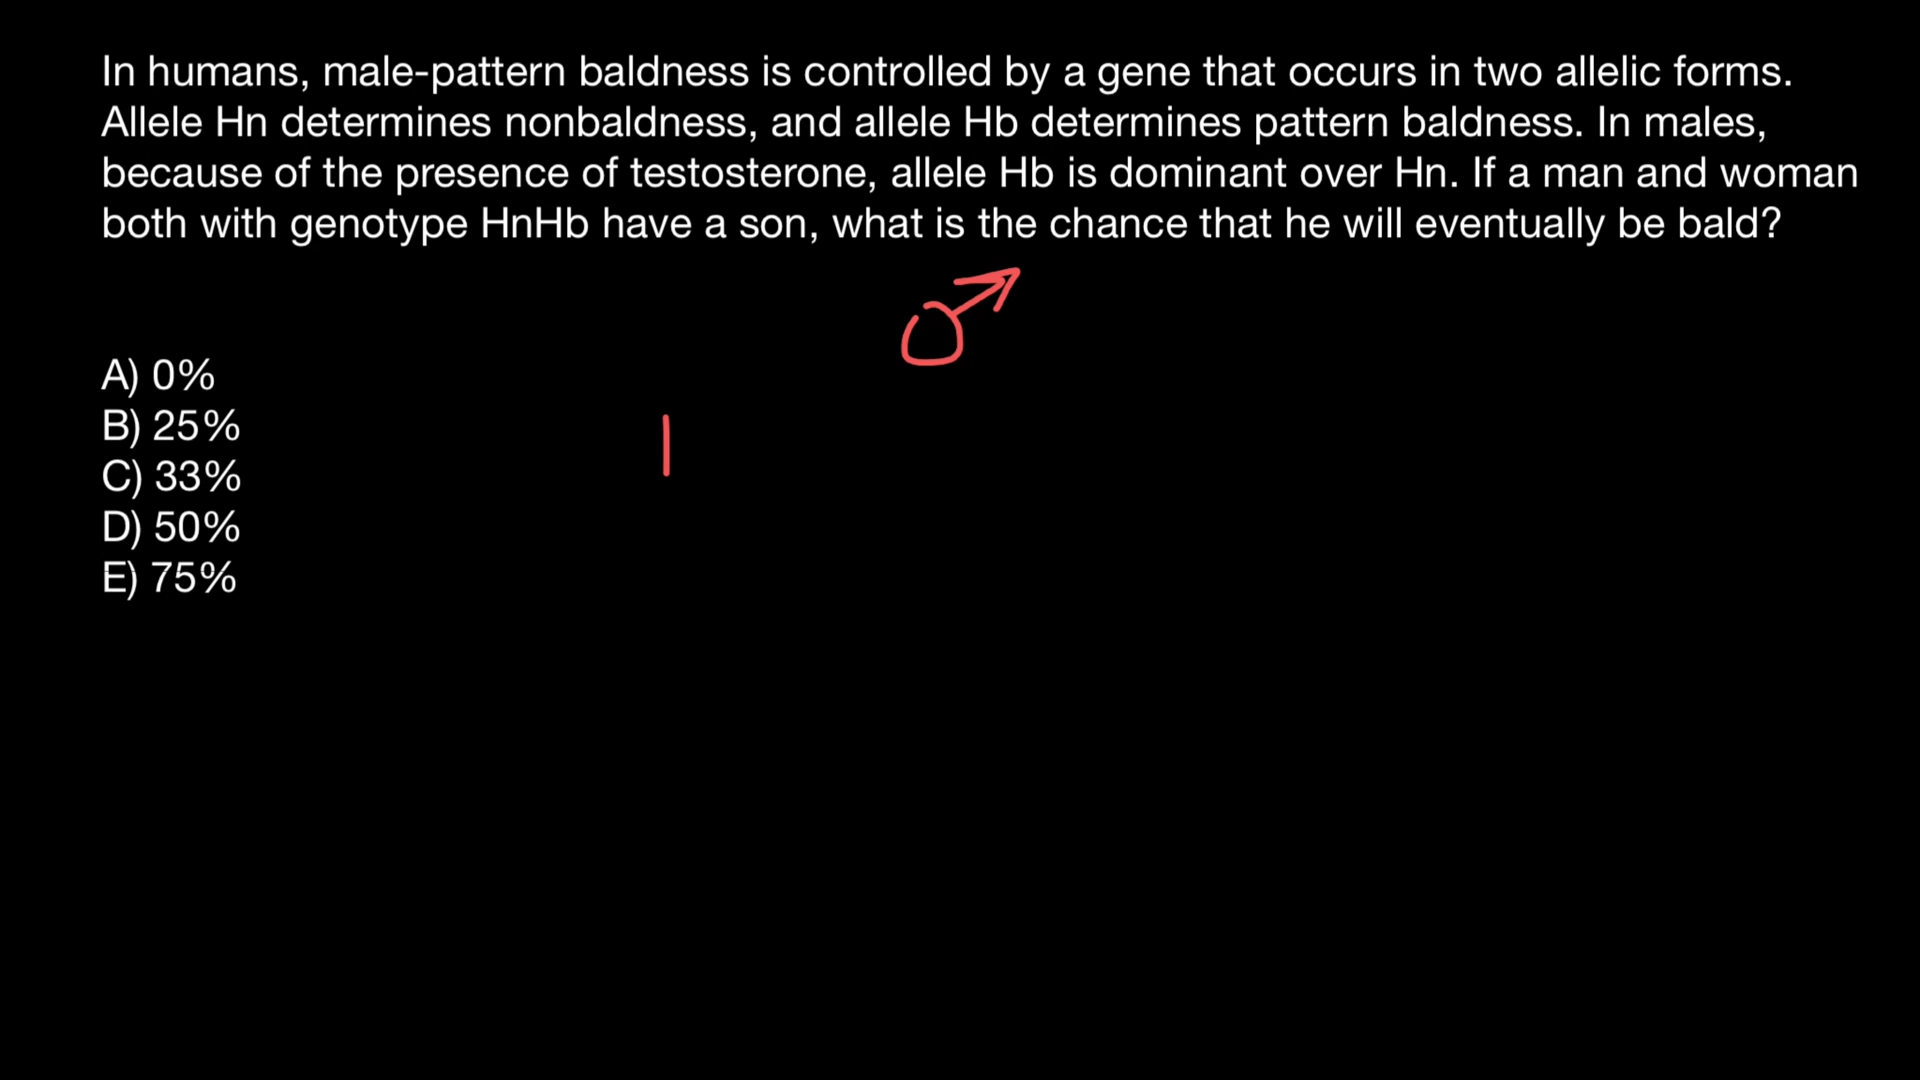 In humans, male-pattern baldness is controlled by a gene that occurs in two allelic forms.
Allele Hn determines nonbaldness, and allele Hb determines pattern baldness. In males,
because of the presence of testosterone, allele Hb is dominant over Hn. If a man and woman
both with genotype HnHb have a son, what is the chance that he will eventually be bald?
A) 0%
B) 25%
C) 33%
D) 50%
E) 75%